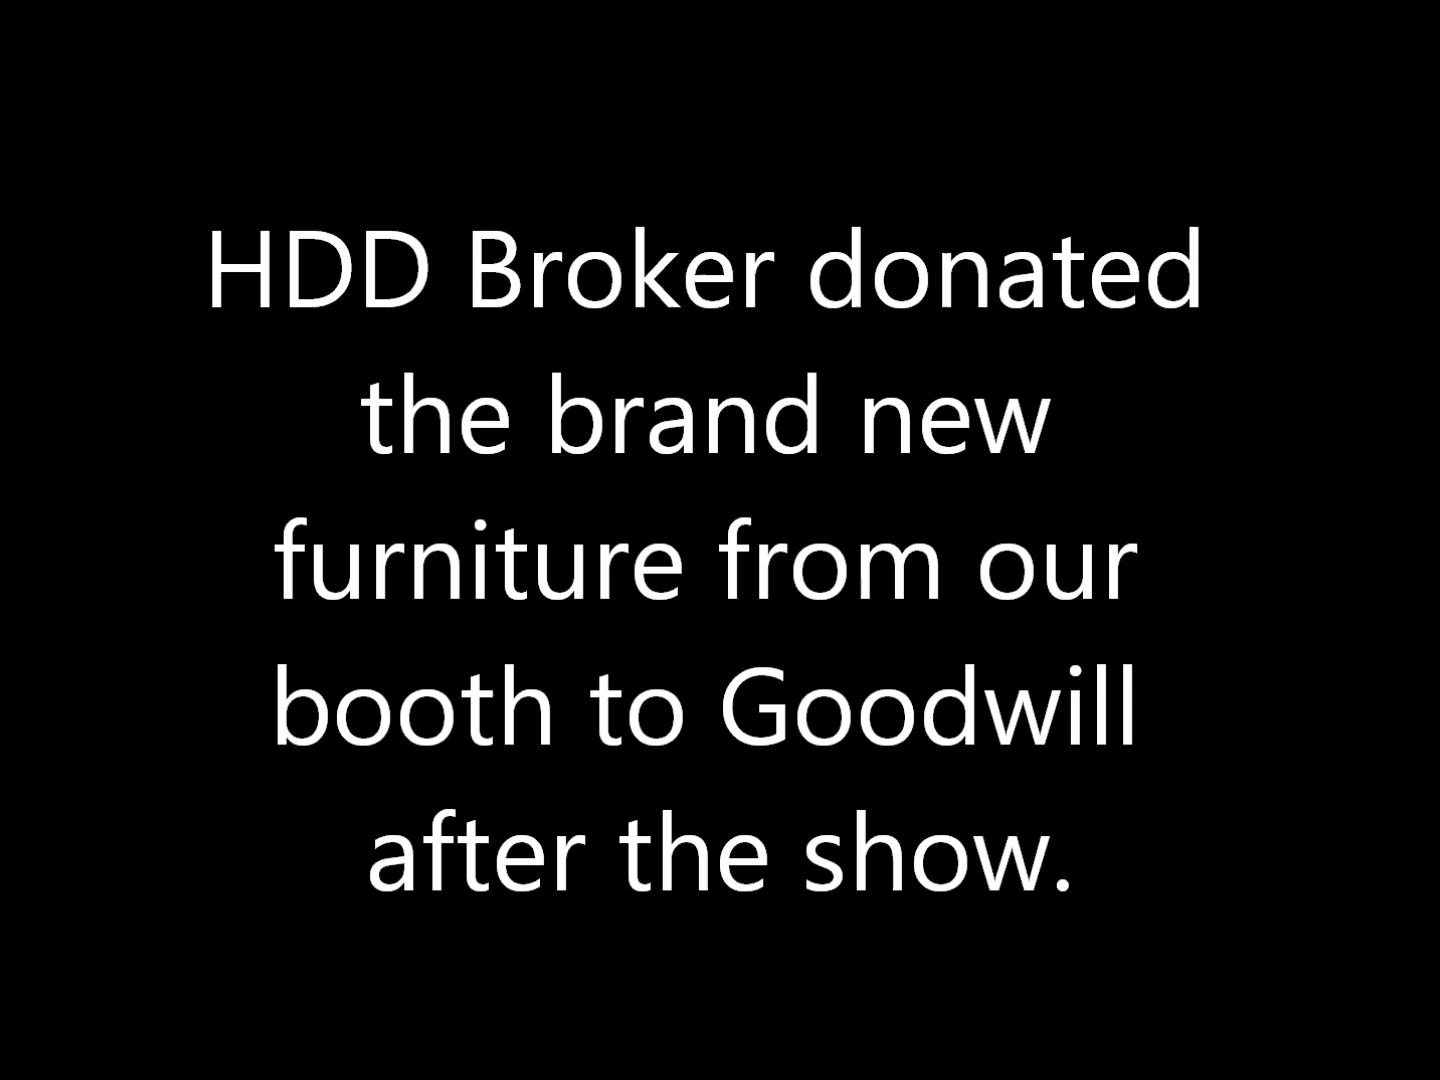 HDD Broker donated
the brand new
furniture from our
booth to Goodwill
after the show.